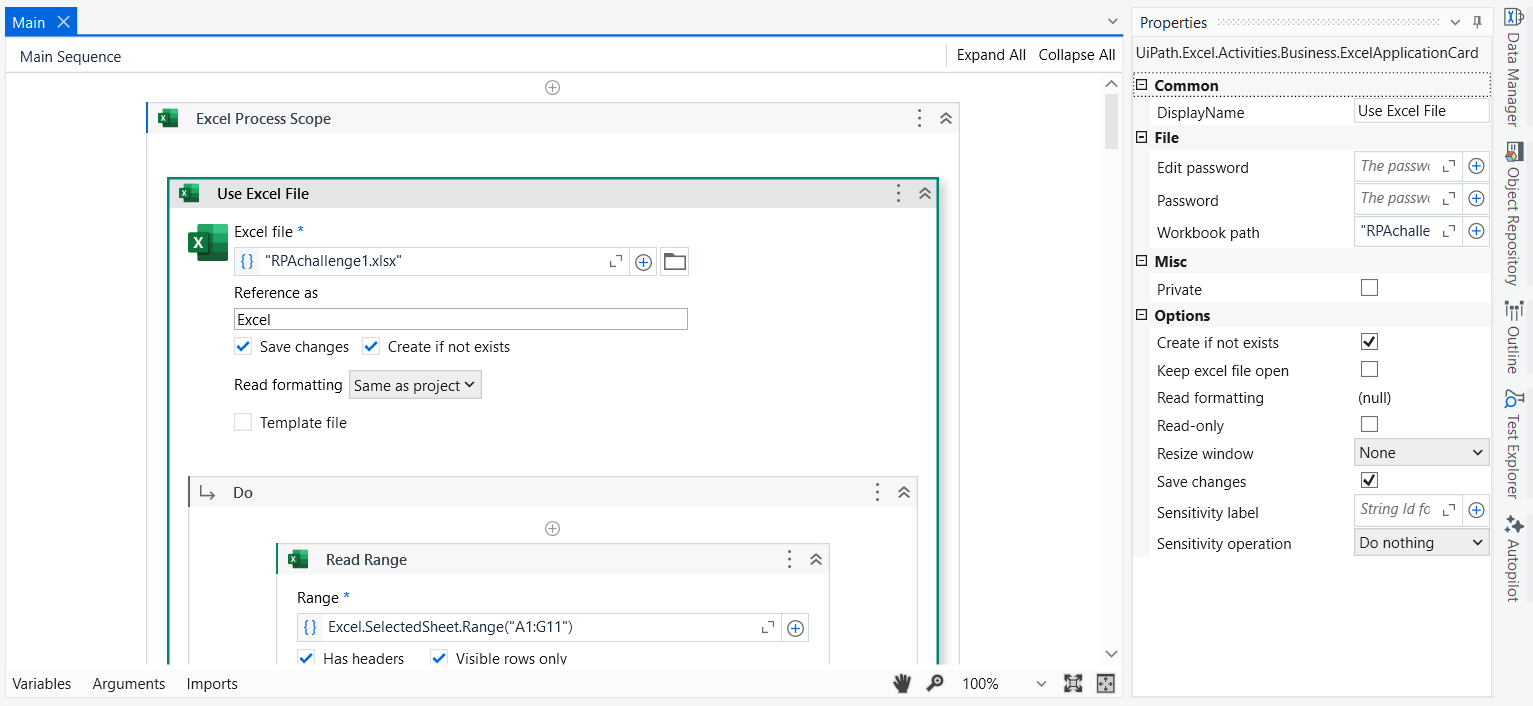 Main
Main Sequence
Expand All Collapse All
Excel Process Scope
Use Excel File
Excel file *
{} "RPAchallenge1.xlsx"
Reference as
Excel
Save changes Create if not exists
Read formatting Same as project
Template file
Do
Read Range
Range *
{} Excel.SelectedSheet.Range("A1:G11")
Has headers Visible rows only
Variables Arguments Imports
100%
Properties
UiPath.Excel.Activities.Business.ExcelApplicationCard
Common
DisplayName Use Excel File
File
Edit password The passw
Password The passw
Workbook path "RPAchalle
Misc
Private
Options
Create if not exists
Keep excel file open
Read formatting (null)
Read-only
Resize window None
Save changes
Sensitivity label String Id fo
Sensitivity operation Do nothing
Data Manager
Object Repository
Outline
Test Explorer
Autopilot